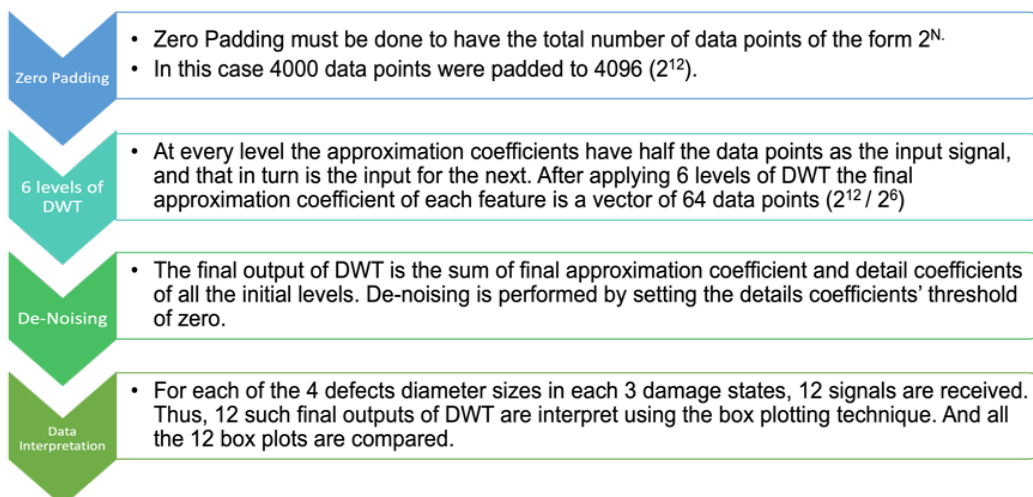 Zero Padding
• Zero Padding must be done to have the total number of data points of the form 2ᴺ·
• In this case 4000 data points were padded to 4096 (2¹²).
6 levels of
DWT
• At every level the approximation coefficients have half the data points as the input signal,
and that in turn is the input for the next. After applying 6 levels of DWT the final
approximation coefficient of each feature is a vector of 64 data points (2¹² / 2⁶)
De-Noising
• The final output of DWT is the sum of final approximation coefficient and detail coefficients
of all the initial levels. De-noising is performed by setting the details coefficients’ threshold
of zero.
Data
Interpretation
• For each of the 4 defects diameter sizes in each 3 damage states, 12 signals are received.
Thus, 12 such final outputs of DWT are interpret using the box plotting technique. And all
the 12 box plots are compared.